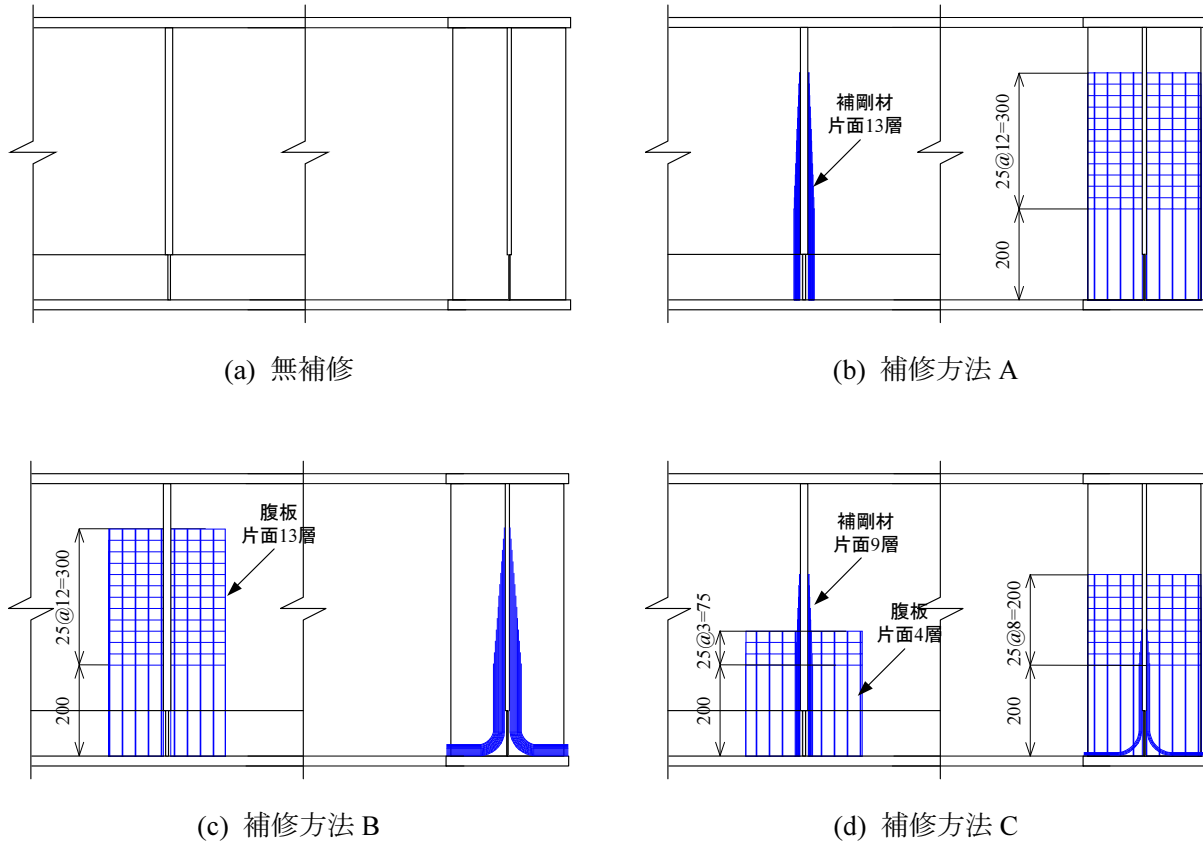 補剛材
片面13層
25@12=300
200
(a) 無補修
(b) 補修方法 A
腹板
片面13層
25@12=300
200
補剛材
片面9層
腹板
片面4層
25@3=75
200
25@8=200
200
(c) 補修方法 B
(d) 補修方法 C